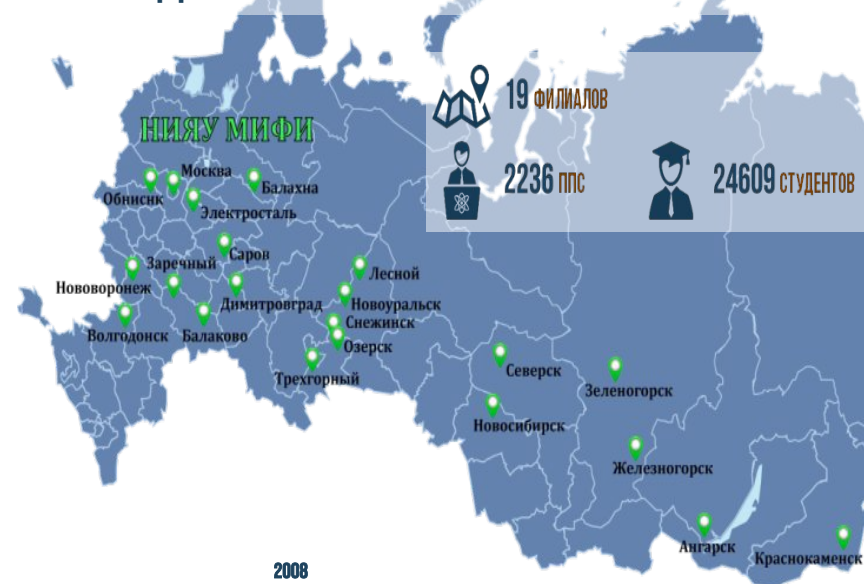 19 ФИЛИАЛОВ
НИЯУ МИФИ
2236 ППС
24609 СТУДЕНТОВ
Москва
Балахна
Обнинск
Электросталь
Саров
Заречный
Лесной
Нововоронеж
Димитровград
Новоуральск
Снежинск
Волгодонск
Балаково
Озерск
Трехгорный
Северск
Зеленогорск
Новосибирск
Железногорск
Ангарск
Краснокаменск
2008